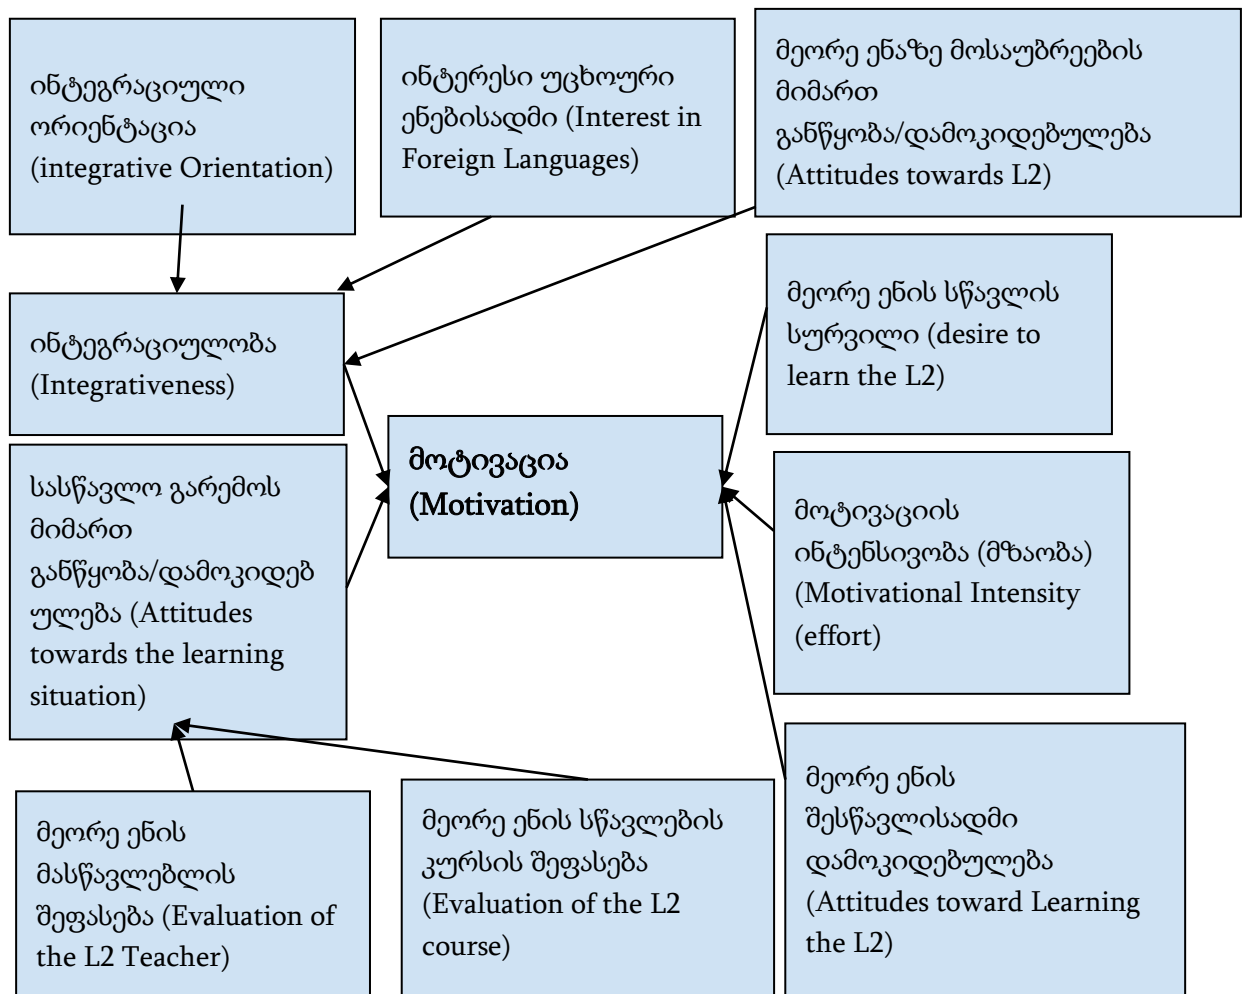 ინტეგრაციული
ორიენტაცია
(integrative Orientation)
ინტერესი უცხოური
ენებისადმი (Interest in
Foreign Languages)
მეორე ენაზე მოსაუბრეების
მიმართ
განწყობა/დამოკიდებულება
(Attitudes towards L2)
ინტეგრაციულობა
(Integrativeness)
მეორე ენის სწავლის
სურვილი (desire to
learn the L2)
მოტივაცია
(Motivation)
სასწავლო გარემოს
მიმართ
განწყობა/დამოკიდებ
ულება (Attitudes
towards the learning
situation)
მოტივაციის
ინტენსივობა (მზაობა)
(Motivational Intensity
(effort)
მეორე ენის
მასწავლებლის
შეფასება (Evaluation of
the L2 Teacher)
მეორე ენის სწავლების
კურსის შეფასება
(Evaluation of the L2
course)
მეორე ენის
შესწავლისადმი
დამოკიდებულება
(Attitudes toward Learning
the L2)